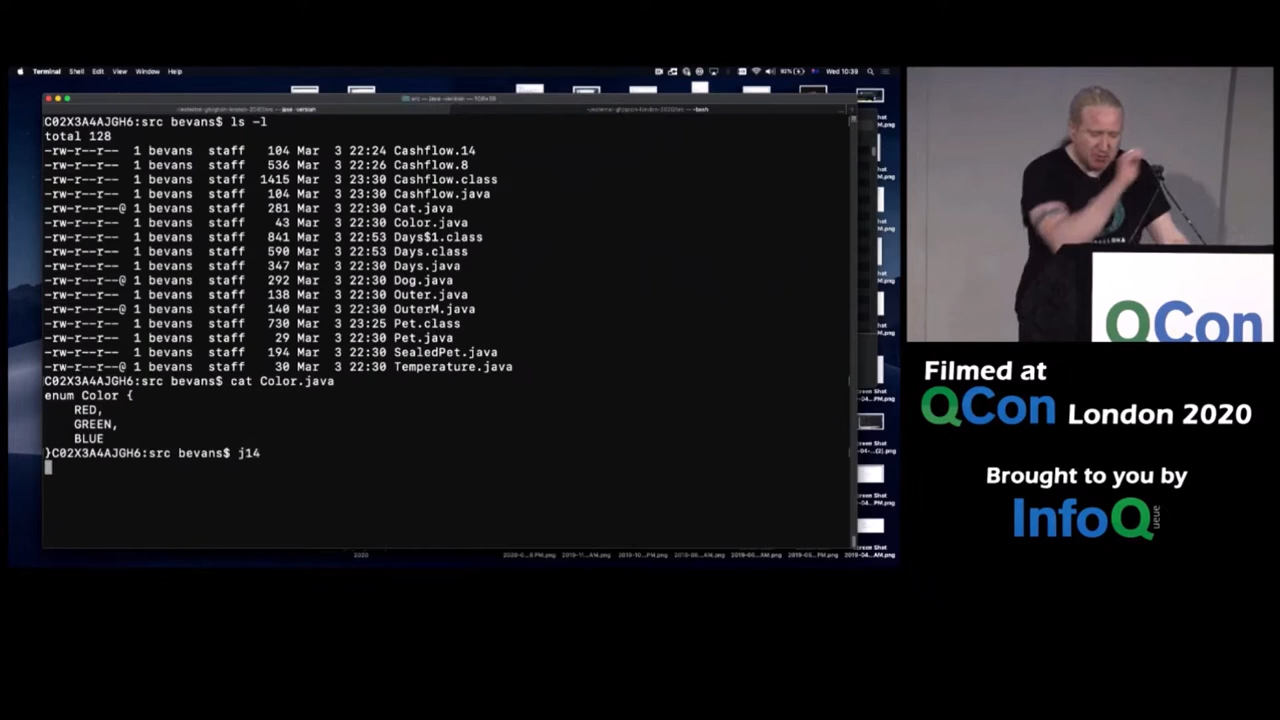 Terminal Shell Edit View Window Help
92% Wed 10:39
C02X3A4AJGH6:src bevans$ ls -l
total 128
-rw-r--r-- 1 bevans staff 104 Mar 3 22:24 Cashflow.14
-rw-r--r-- 1 bevans staff 536 Mar 3 22:26 Cashflow.8
-rw-r--r-- 1 bevans staff 1415 Mar 3 23:30 Cashflow.class
-rw-r--r-- 1 bevans staff 104 Mar 3 22:30 Cashflow.java
-rw-r--r--@ 1 bevans staff 281 Mar 3 22:30 Cat.java
-rw-r--r-- 1 bevans staff 43 Mar 3 22:30 Color.java
-rw-r--r-- 1 bevans staff 841 Mar 3 22:53 Days$1.class
-rw-r--r-- 1 bevans staff 590 Mar 3 22:53 Days.class
-rw-r--r-- 1 bevans staff 347 Mar 3 22:30 Days.java
-rw-r--r--@ 1 bevans staff 292 Mar 3 22:30 Dog.java
-rw-r--r-- 1 bevans staff 138 Mar 3 22:30 Outer.java
-rw-r--r--@ 1 bevans staff 140 Mar 3 22:30 OuterM.java
-rw-r--r-- 1 bevans staff 730 Mar 3 23:25 Pet.class
-rw-r--r-- 1 bevans staff 29 Mar 3 22:30 Pet.java
-rw-r--r-- 1 bevans staff 194 Mar 3 22:30 SealedPet.java
-rw-r--r--@ 1 bevans staff 30 Mar 3 22:30 Temperature.java
C02X3A4AJGH6:src bevans$ cat Color.java
enum Color {
RED,
GREEN,
BLUE
}C02X3A4AJGH6:src bevans$ j14
2020
QCon
Filmed at
QCon London 2020
Brought to you by
InfoQ